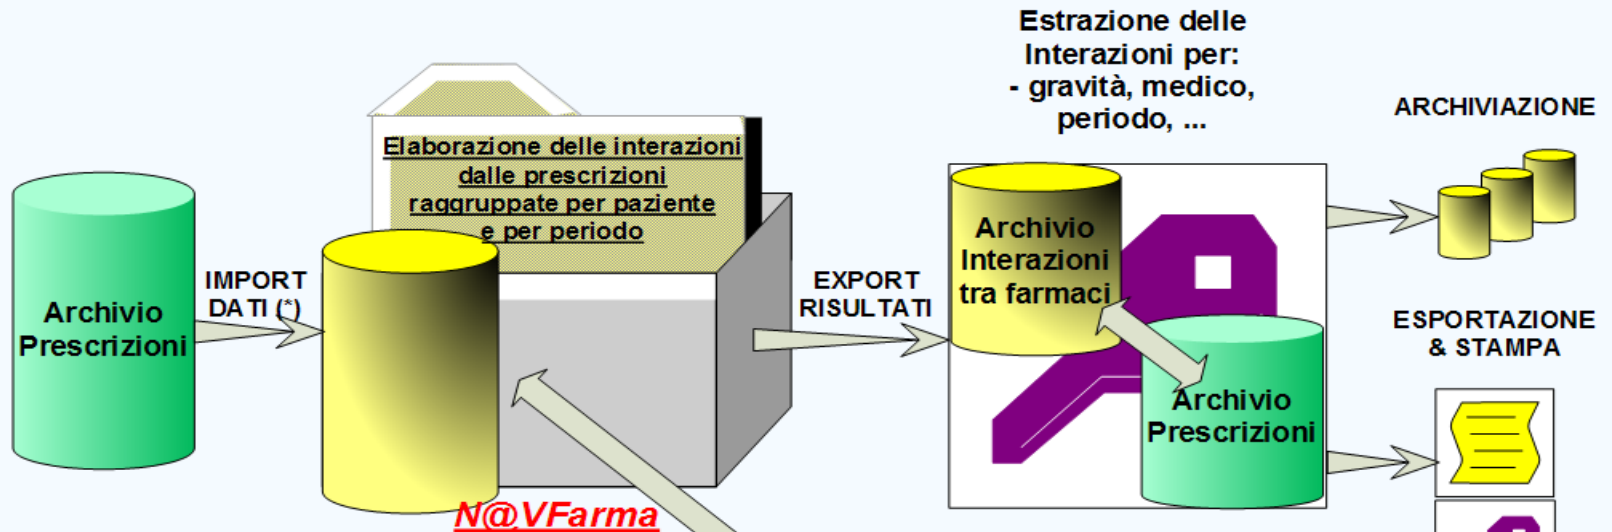 Archivio
Prescrizioni
IMPORT
DATI (*)
Elaborazione delle interazioni
dalle prescrizioni
raggruppate per paziente
e per periodo
N@VFarma
EXPORT
RISULTATI
Estrazione delle
Interazioni per:
- gravità, medico,
periodo, ...
Archivio
Interazioni
tra farmaci
Archivio
Prescrizioni
ARCHIVIAZIONE
ESPORTAZIONE
& STAMPA